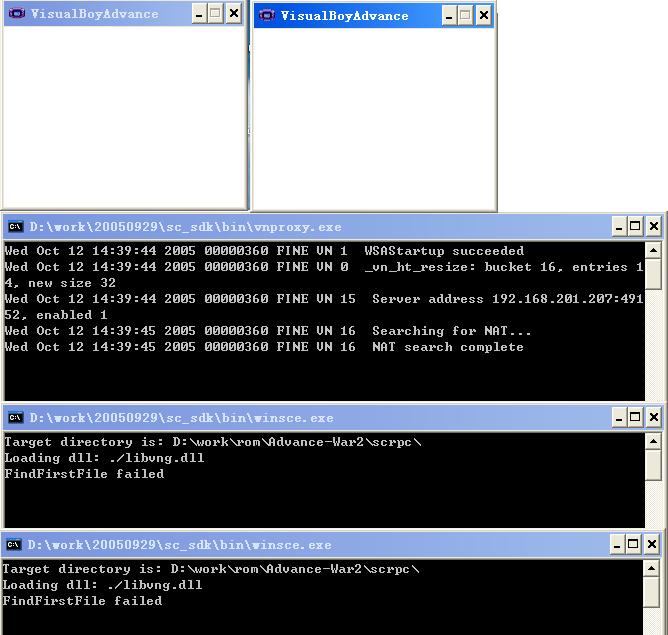 VisualBoyAdvance
VisualBoyAdvance
D:\work\20050929\sc_sdk\bin\vnproxy.exe
Wed Oct 12 14:39:44 2005 00000360 FINE VN 1  WSAStartup succeeded
Wed Oct 12 14:39:44 2005 00000360 FINE VN 0  _vn_ht_resize: bucket 16, entries 1
4, new size 32
Wed Oct 12 14:39:44 2005 00000360 FINE VN 15  Server address 192.168.201.207:491
52, enabled 1
Wed Oct 12 14:39:45 2005 00000360 FINE VN 16  Searching for NAT...
Wed Oct 12 14:39:45 2005 00000360 FINE VN 16  NAT search complete
D:\work\20050929\sc_sdk\bin\winsce.exe
Target directory is: D:\work\rom\Advance-War2\scrpc\
Loading dll: ./libvng.dll
FindFirstFile failed
D:\work\20050929\sc_sdk\bin\winsce.exe
Target directory is: D:\work\rom\Advance-War2\scrpc\
Loading dll: ./libvng.dll
FindFirstFile failed